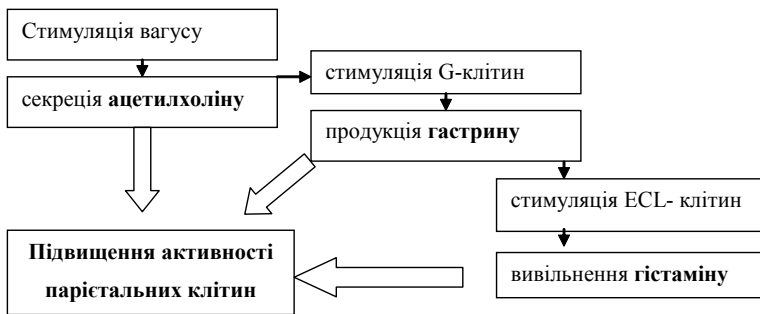 Стимуляція вагусу
секреція ацетилхоліну
стимуляція G-клітин
продукція гастрину
стимуляція ECL- клітин
вивільнення гістаміну
Підвищення активності
парієтальних клітин